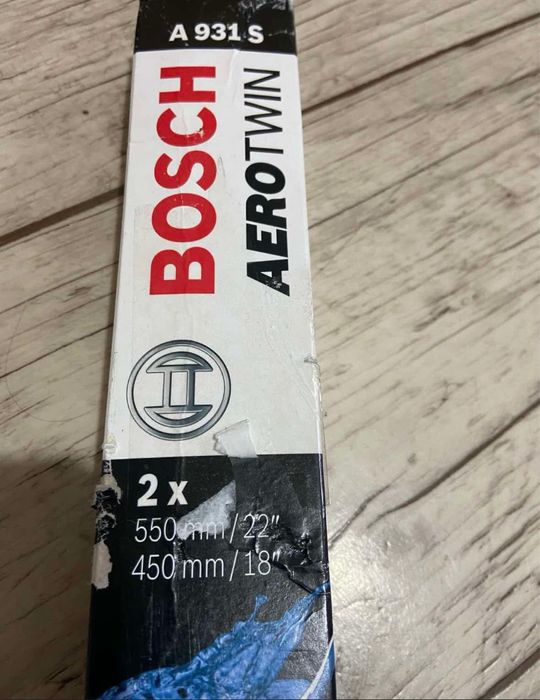 A 931 S
BOSCH
AEROTWIN
2 x
550 mm / 22"
450 mm / 18"